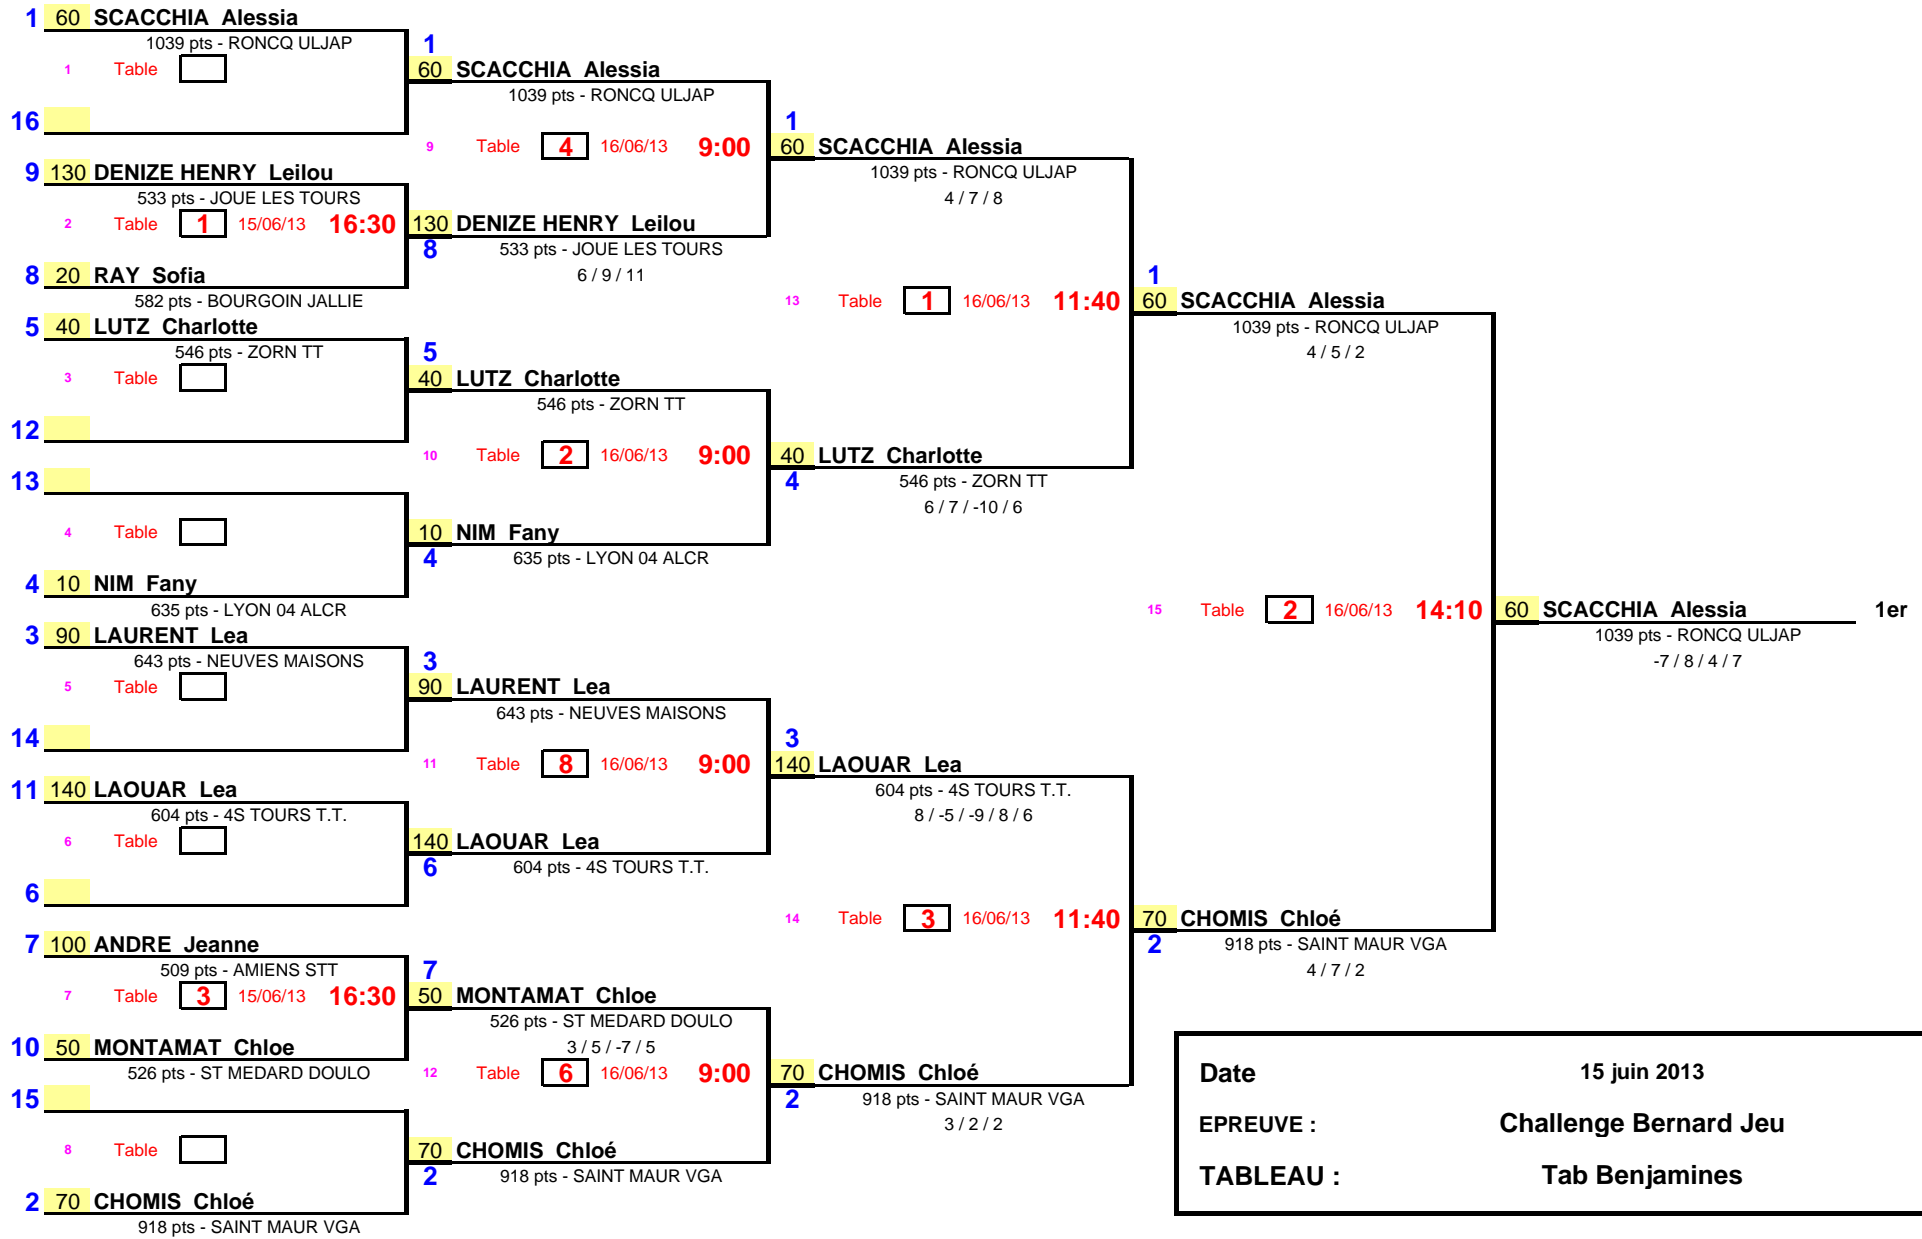 1 60 SCACCHIA Alessia
1039 pts - RONCQ ULJAP
1 Table
16
9 130 DENIZE HENRY Leilou
533 pts - JOUE LES TOURS
2 Table 1 15/06/13 16:30
8 20 RAY Sofia
582 pts - BOURGOIN JALLIE
5 40 LUTZ Charlotte
546 pts - ZORN TT
3 Table
12
13
4 Table
4 10 NIM Fany
635 pts - LYON 04 ALCR
3 90 LAURENT Lea
643 pts - NEUVES MAISONS
5 Table
14
11 140 LAOUAR Lea
604 pts - 4S TOURS T.T.
6 Table
6
7 100 ANDRE Jeanne
509 pts - AMIENS STT
7 Table 3 15/06/13 16:30
10 50 MONTAMAT Chloe
526 pts - ST MEDARD DOULO
15
8 Table
2 70 CHOMIS Chloé
918 pts - SAINT MAUR VGA
1
60 SCACCHIA Alessia
1039 pts - RONCQ ULJAP
9 Table 4 16/06/13 9:00
130 DENIZE HENRY Leilou
8
533 pts - JOUE LES TOURS
6 / 9 / 11
5
40 LUTZ Charlotte
546 pts - ZORN TT
10 Table 2 16/06/13 9:00
10 NIM Fany
4
635 pts - LYON 04 ALCR
3
90 LAURENT Lea
643 pts - NEUVES MAISONS
11 Table 8 16/06/13 9:00
140 LAOUAR Lea
6
604 pts - 4S TOURS T.T.
7
50 MONTAMAT Chloe
526 pts - ST MEDARD DOULO
3 / 5 / -7 / 5
12 Table 6 16/06/13 9:00
70 CHOMIS Chloé
2
918 pts - SAINT MAUR VGA
1
60 SCACCHIA Alessia
1039 pts - RONCQ ULJAP
4 / 7 / 8
13 Table 1 16/06/13 11:40
40 LUTZ Charlotte
4
546 pts - ZORN TT
6 / 7 / -10 / 6
3
140 LAOUAR Lea
604 pts - 4S TOURS T.T.
8 / -5 / -9 / 8 / 6
14 Table 3 16/06/13 11:40
70 CHOMIS Chloé
2
918 pts - SAINT MAUR VGA
3 / 2 / 2
1
60 SCACCHIA Alessia
1039 pts - RONCQ ULJAP
4 / 5 / 2
15 Table 2 16/06/13 14:10
70 CHOMIS Chloé
2
918 pts - SAINT MAUR VGA
4 / 7 / 2
60 SCACCHIA Alessia 1er
1039 pts - RONCQ ULJAP
-7 / 8 / 4 / 7
Date 15 juin 2013
EPREUVE : Challenge Bernard Jeu
TABLEAU : Tab Benjamines